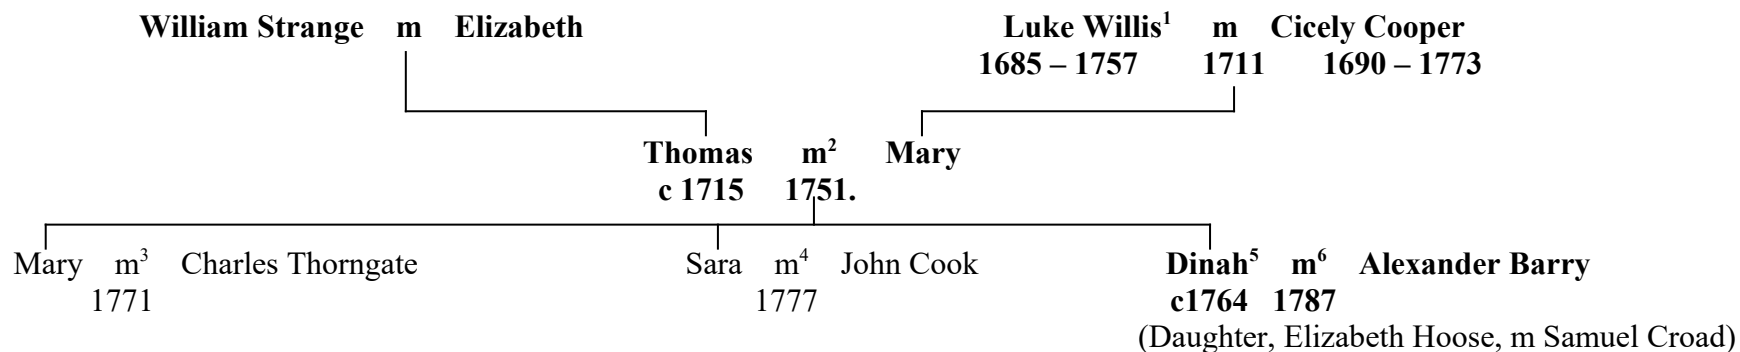 William Strange m Elizabeth Luke Willis¹ m Cicely Cooper
1685 – 1757 1711 1690 – 1773
Thomas m² Mary
c 1715 1751.
Mary m³ Charles Thorngate Sara m⁴ John Cook Dinah⁵ m⁶ Alexander Barry
1771 1777 c1764 1787
(Daughter, Elizabeth Hoose, m Samuel Croad)